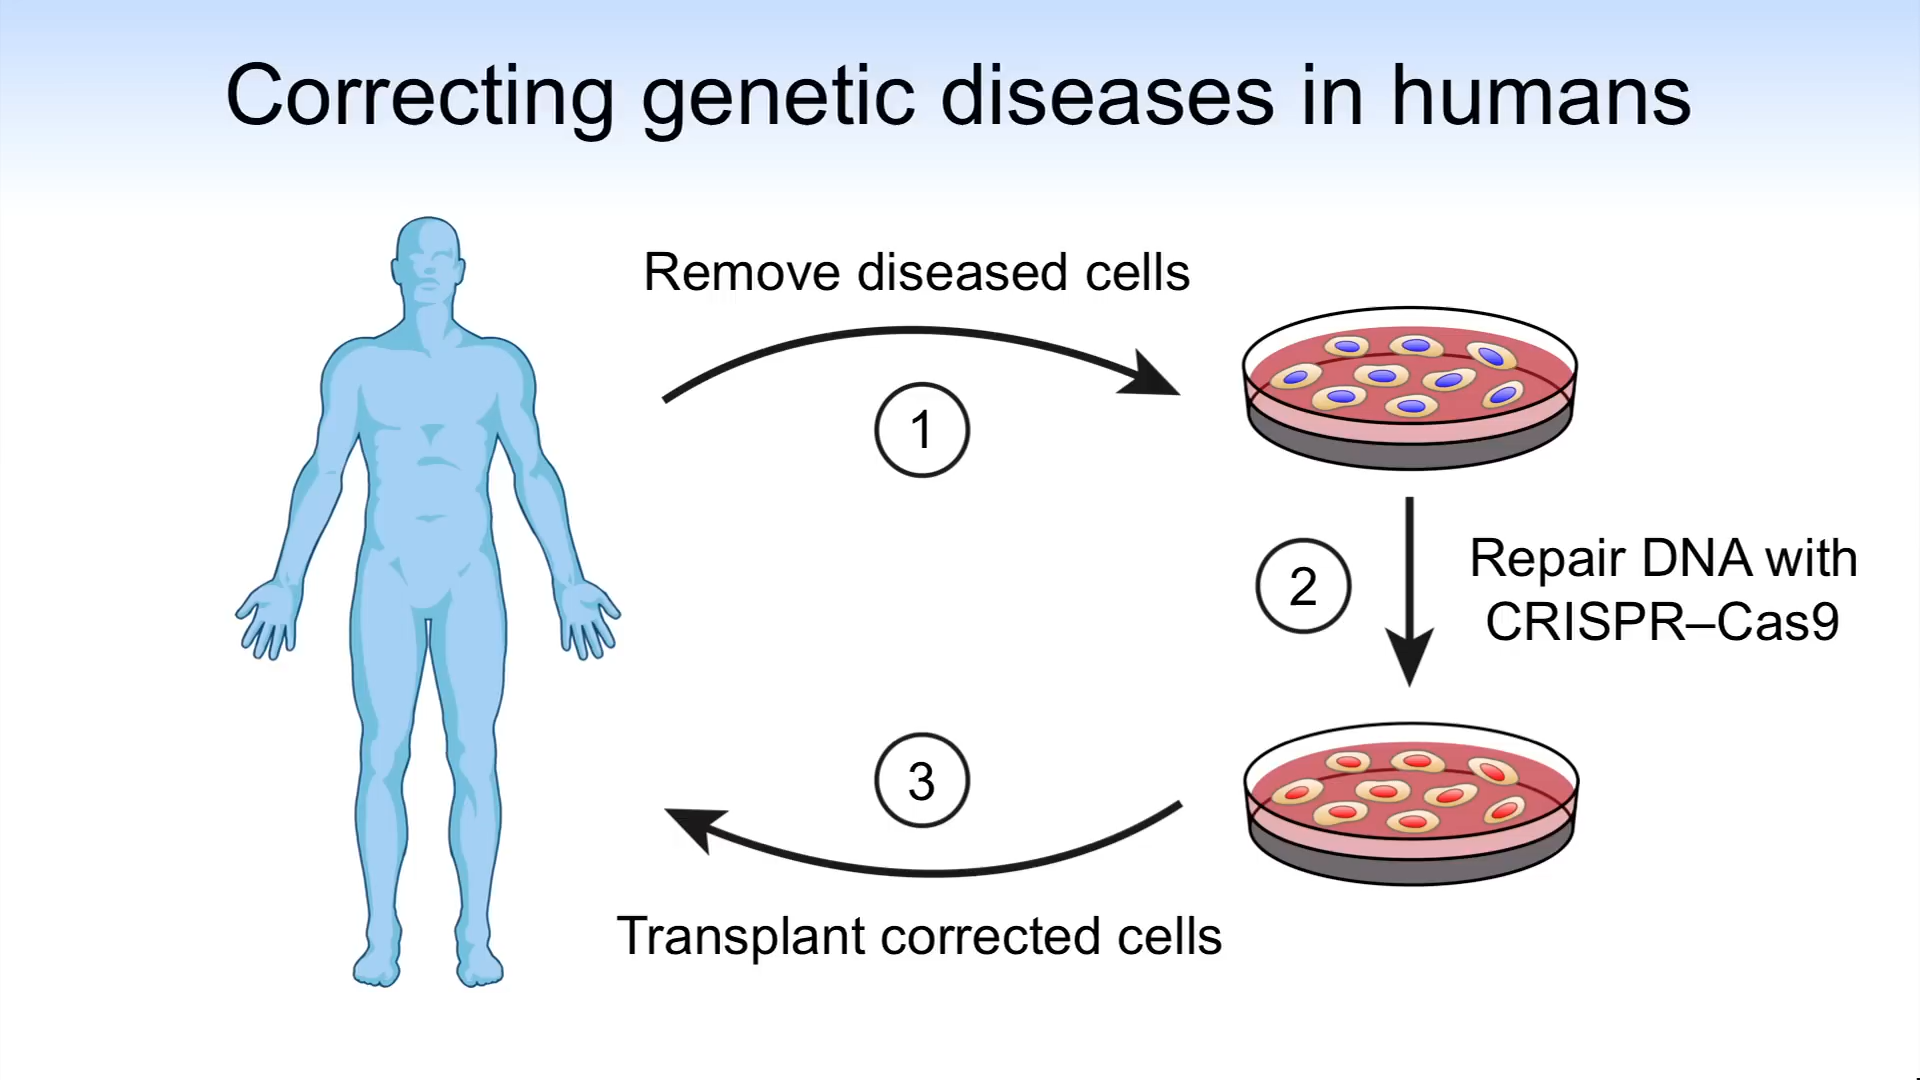 Correcting genetic diseases in humans
Remove diseased cells
1
2
Repair DNA with
CRISPR–Cas9
3
Transplant corrected cells